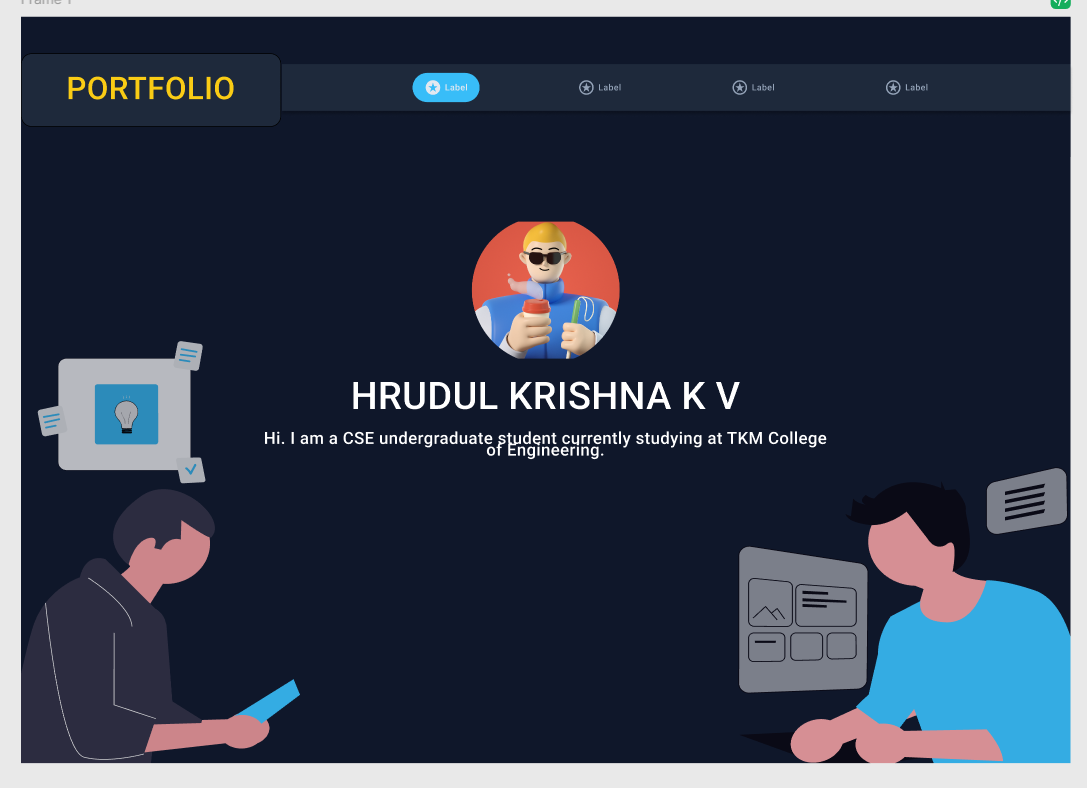 Frame 1
</>
PORTFOLIO
Label
Label
Label
Label
HRUDUL KRISHNA K V
Hi. I am a CSE undergraduate student currently studying at TKM College
of Engineering.